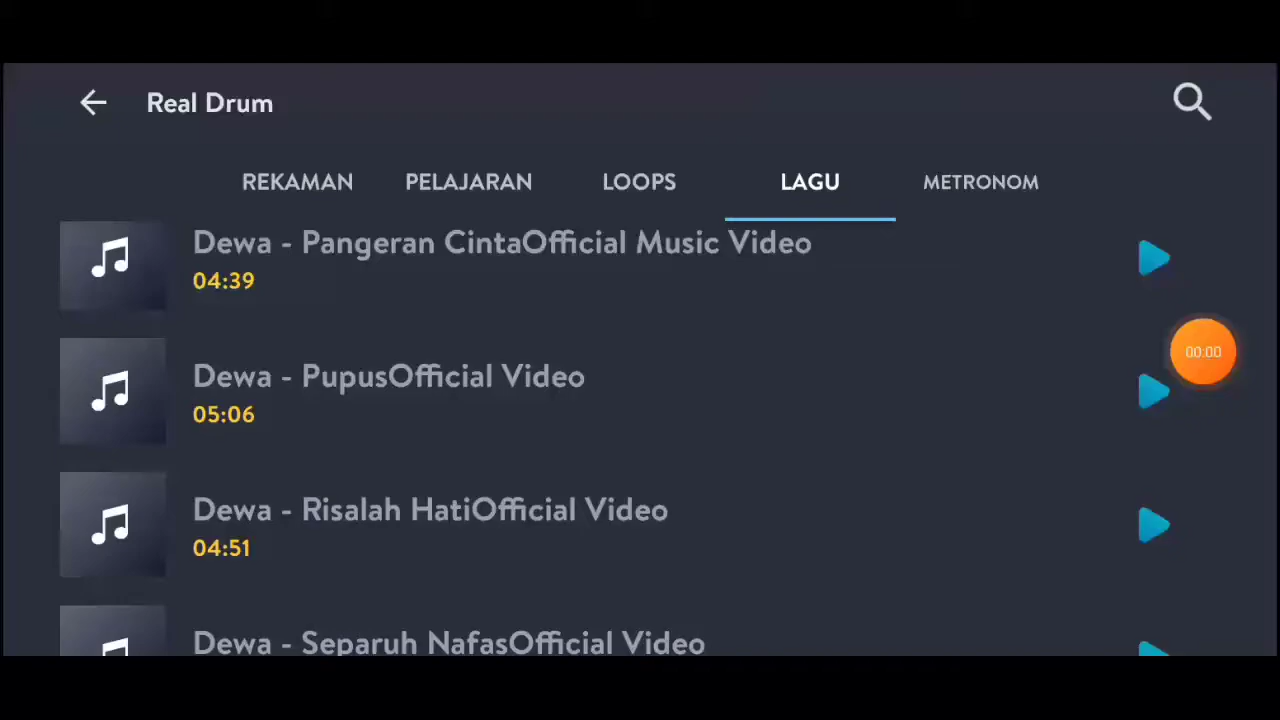 Real Drum
REKAMAN PELAJARAN LOOPS LAGU METRONOM
Dewa - Pangeran CintaOfficial Music Video
04:39
00:00
Dewa - PupusOfficial Video
05:06
Dewa - Risalah HatiOfficial Video
04:51
Dewa - Separuh NafasOfficial Video